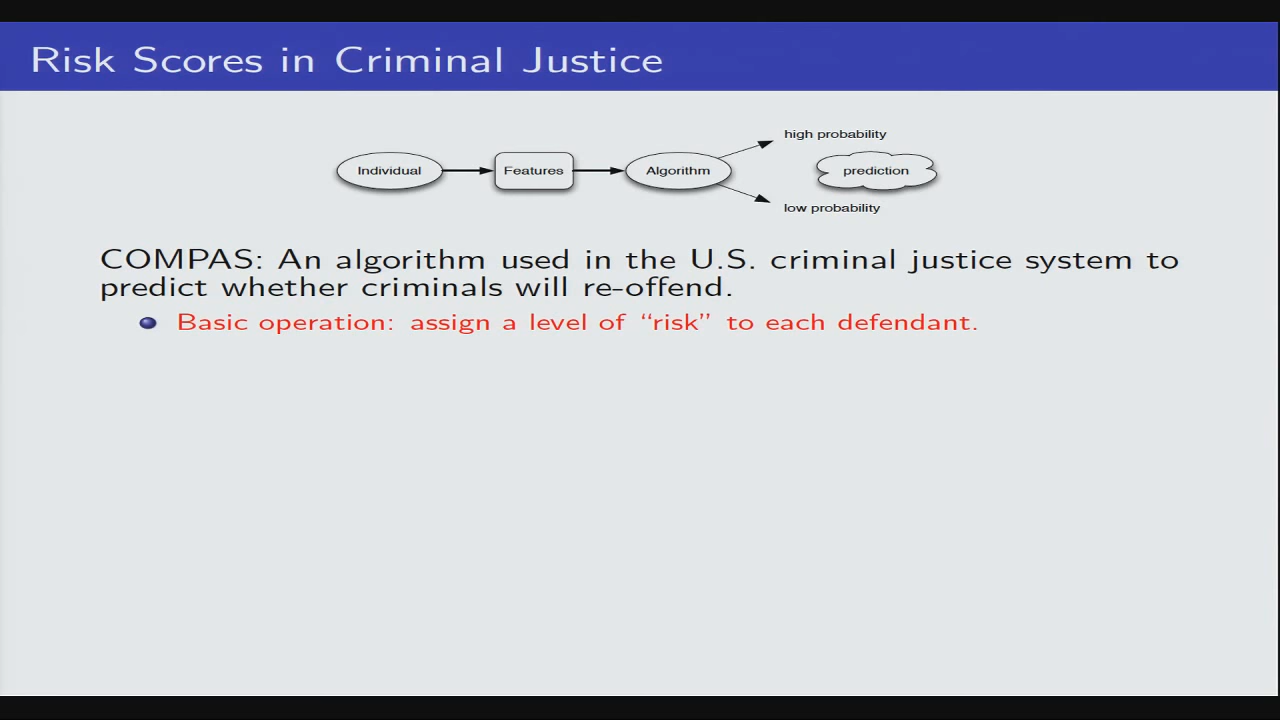 Risk Scores in Criminal Justice
high probability
Individual
Features
Algorithm
prediction
low probability
COMPAS: An algorithm used in the U.S. criminal justice system to
predict whether criminals will re-offend.
Basic operation: assign a level of “ris” to each defendant.